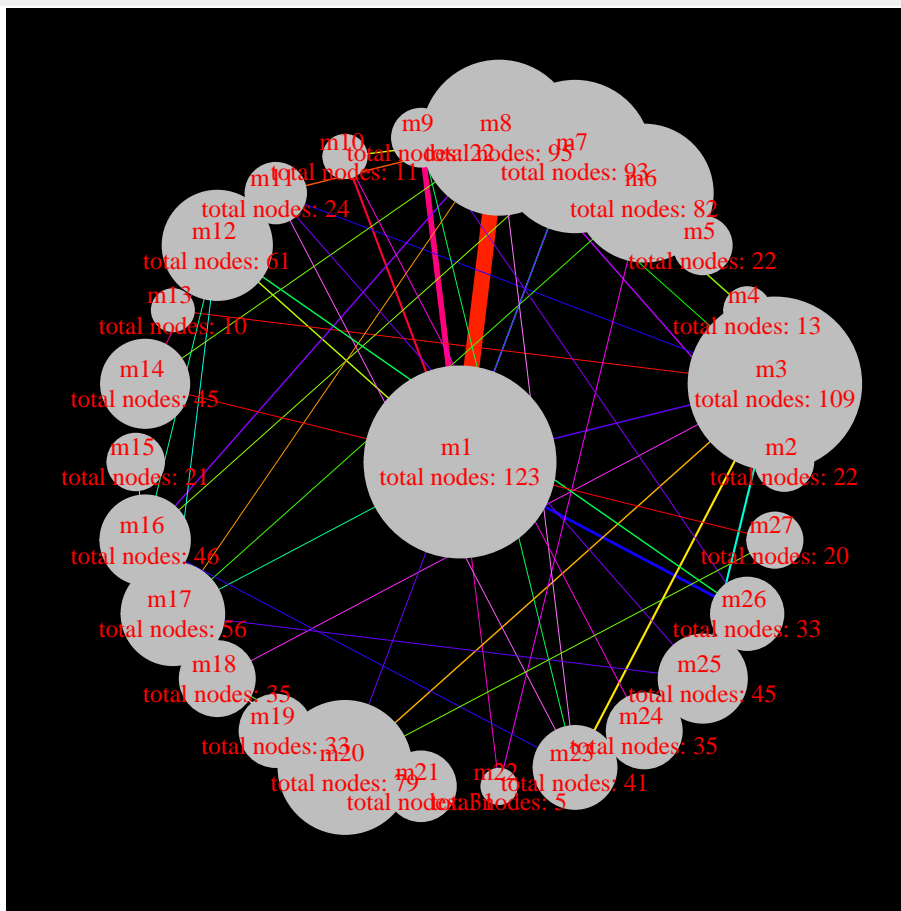 m8
m9
m7
m10
total nodes: 22
total nodes: 95
total nodes: 11
total nodes: 93
m11
m6
total nodes: 24
total nodes: 82
m12
m5
total nodes: 61
total nodes: 22
m13
m4
total nodes: 10
total nodes: 13
m14
m3
total nodes: 45
total nodes: 109
m15
m1
m2
total nodes: 21
total nodes: 123
total nodes: 22
m16
m27
total nodes: 46
total nodes: 20
m17
m26
total nodes: 56
total nodes: 33
m18
m25
total nodes: 35
total nodes: 45
m19
m24
total nodes: 33
total nodes: 35
m20
m23
total nodes: 79
total nodes: 41
m21
m22
total nodes:
nodes: 5